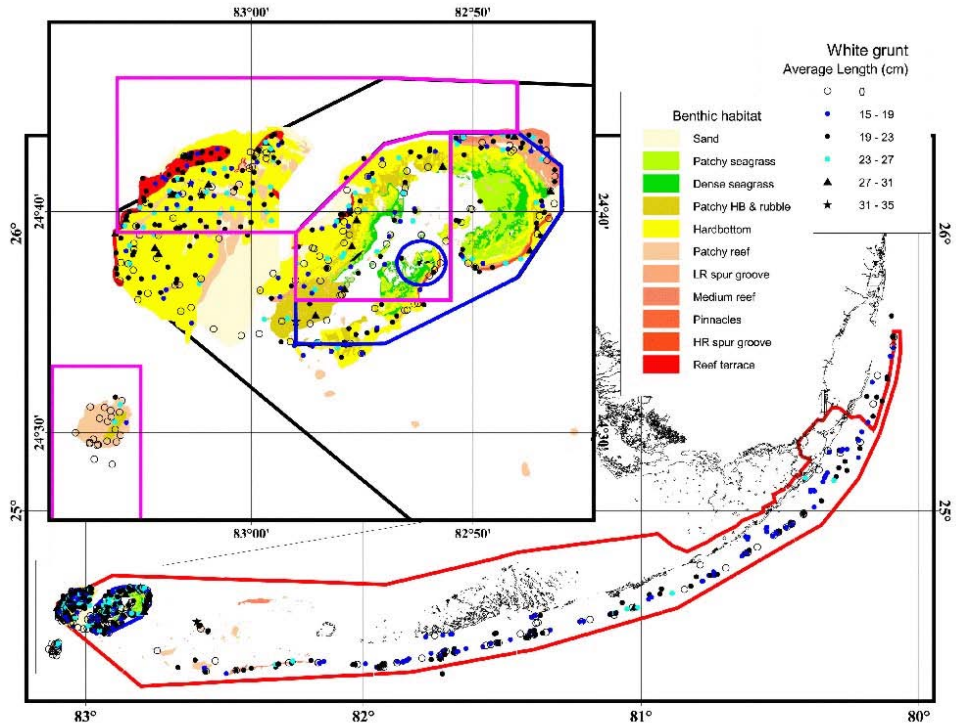 83°00'
82°50'
White grunt
Average Length (cm)
0
15 - 19
19 - 23
23 - 27
27 - 31
31 - 35
Benthic habitat
Sand
Patchy seagrass
Dense seagrass
Patchy HB & rubble
Hardbottom
Patchy reef
LR spur groove
Medium reef
Pinnacles
HR spur groove
Reef terrace
26°
24°40'
24°40'
26°
24°30'
24°30'
83°00'
82°50'
25°
25°
83°
82°
81°
80°